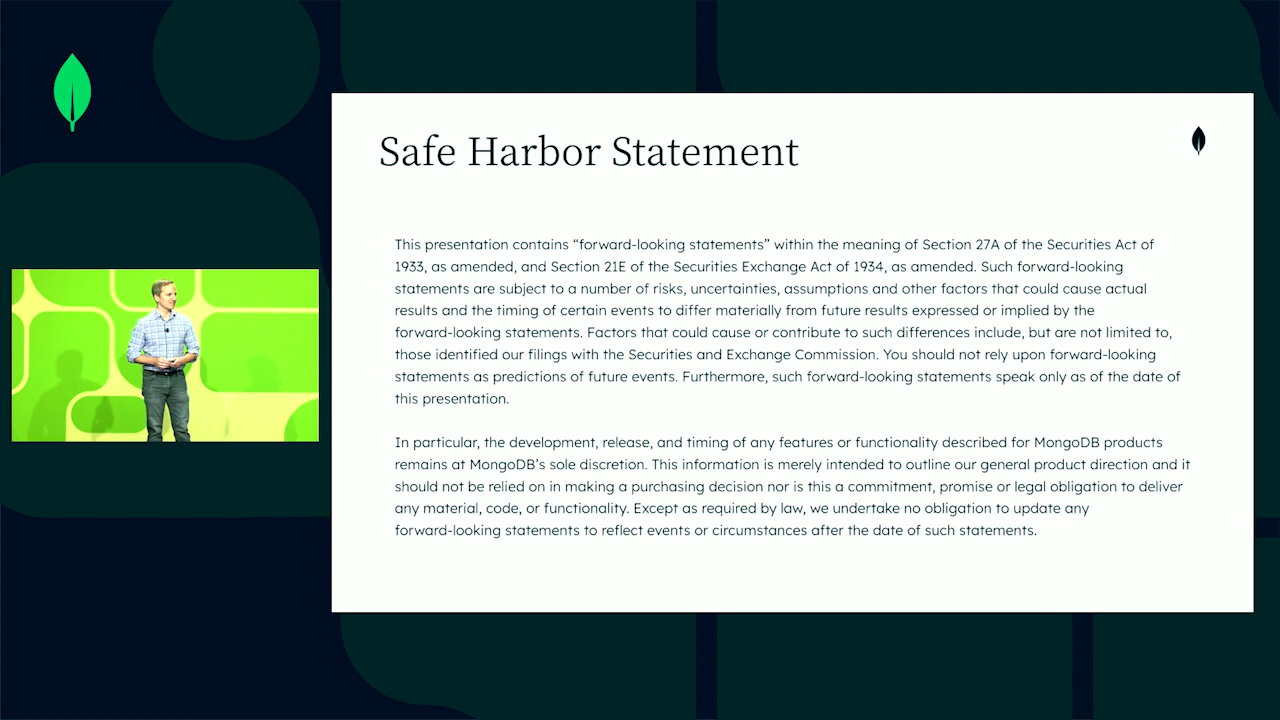 Safe Harbor Statement
This presentation contains “forward-looking statements” within the meaning of Section 27A of the Securities Act of
1933, as amended, and Section 21E of the Securities Exchange Act of 1934, as amended. Such forward-looking
statements are subject to a number of risks, uncertainties, assumptions and other factors that could cause actual
results and the timing of certain events to differ materially from future results expressed or implied by the
forward-looking statements. Factors that could cause or contribute to such differences include, but are not limited to,
those identified our filings with the Securities and Exchange Commission. You should not rely upon forward-looking
statements as predictions of future events. Furthermore, such forward-looking statements speak only as of the date of
this presentation.
In particular, the development, release, and timing of any features or functionality described for MongoDB products
remains at MongoDB’s sole discretion. This information is merely intended to outline our general product direction and it
should not be relied on in making a purchasing decision nor is this a commitment, promise or legal obligation to deliver
any material, code, or functionality. Except as required by law, we undertake no obligation to update any
forward-looking statements to reflect events or circumstances after the date of such statements.